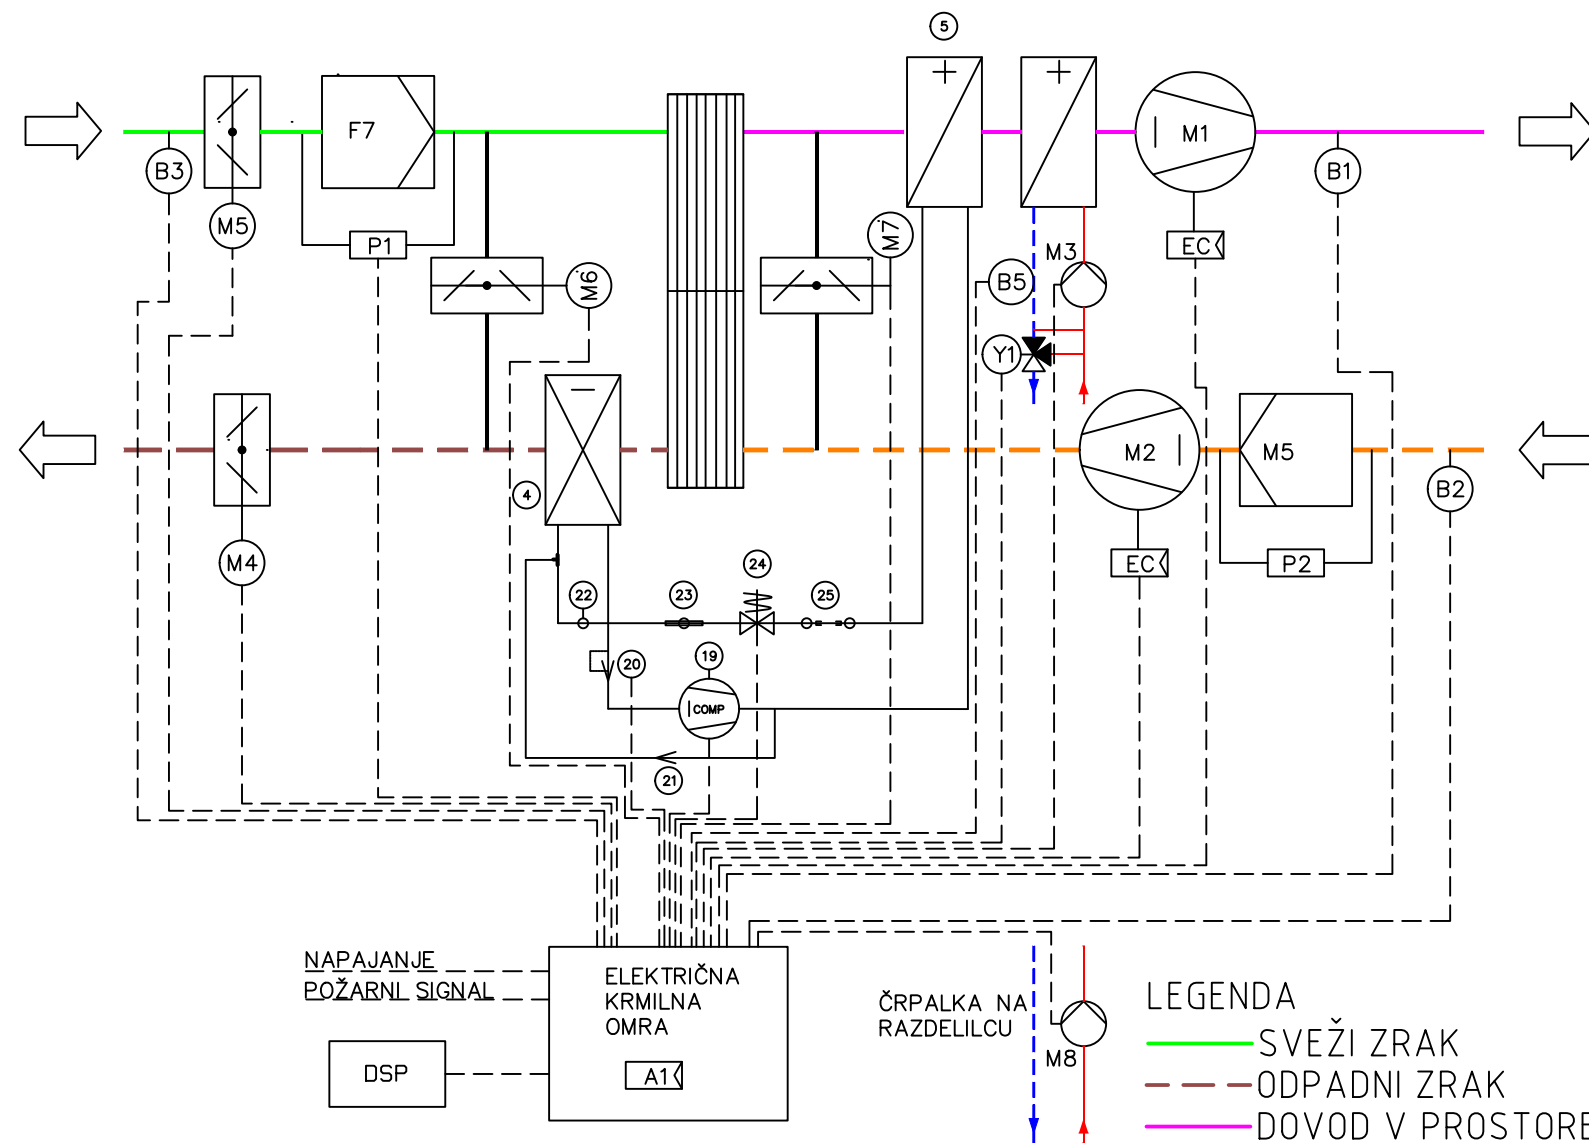 5
F7
M1
B3
B1
M5
P1
M7
M3
EC
M6
B5
Y1
M2
M5
4
B2
M4
EC
P2
24
22
23
25
20
19
COMP
21
NAPAJANJE
POŽARNI SIGNAL
ELEKTRIČNA
KRMILNA
OMRA
A1
DSP
ČRPALKA NA
RAZDELILCU
M8
LEGENDA
SVEŽI ZRAK
ODPADNI ZRAK
DOVOD V PROSTORE